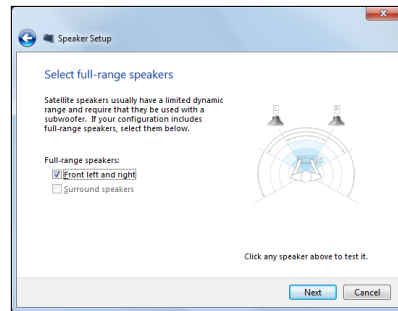 Speaker Setup
Select full-range speakers
Satellite speakers usually have a limited dynamic
range and require that they be used with a
subwoofer. If your configuration includes
full-range speakers, select them below.
L R
Full-range speakers:
Front left and right
Surround speakers
Click any speaker above to test it.
Next Cancel